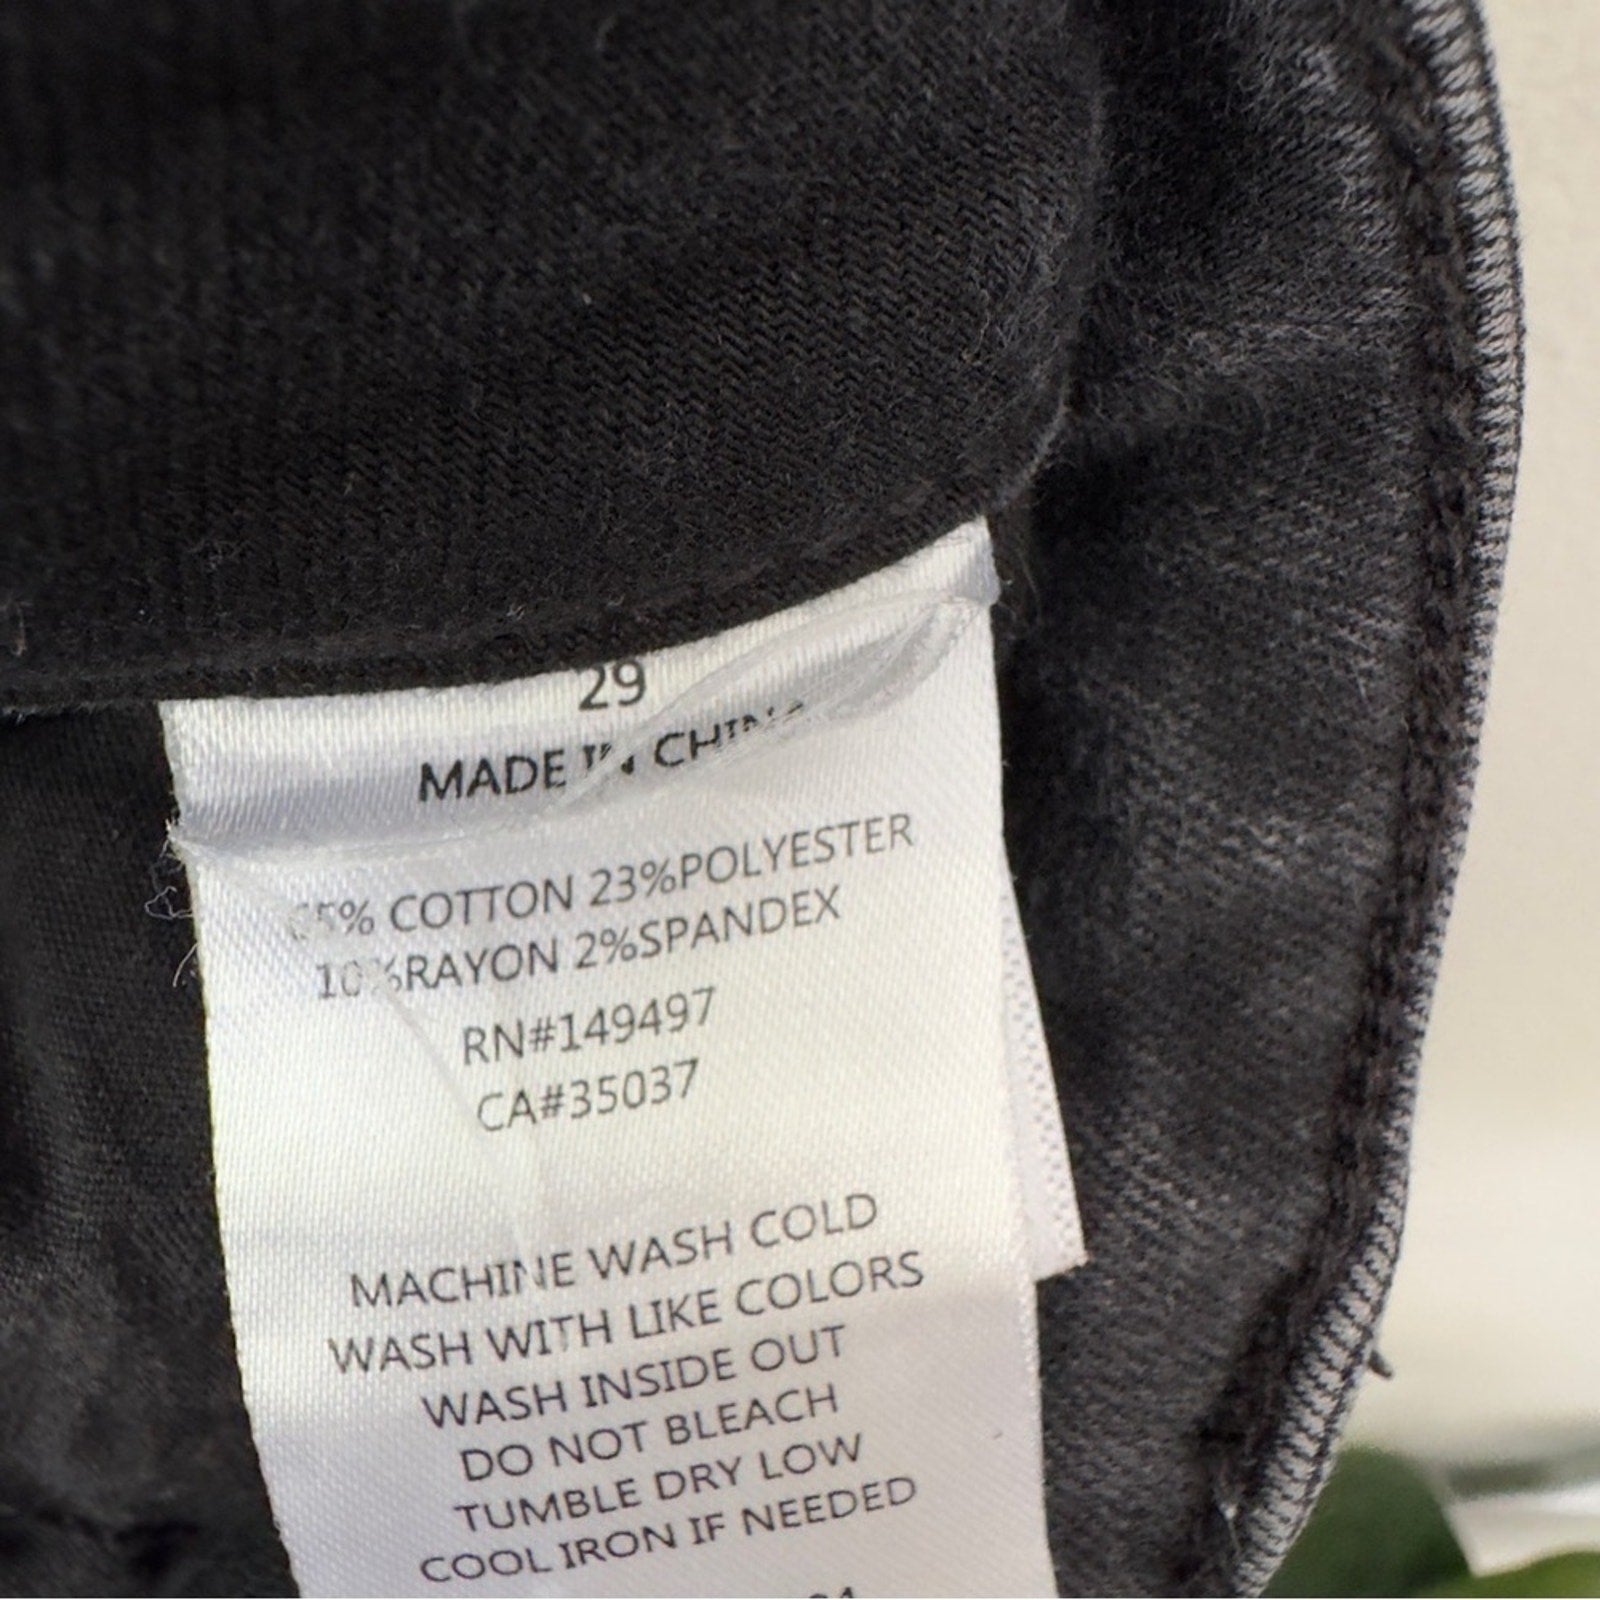 29
MADE IN CHINA
65% COTTON 23%POLYESTER
10%RAYON 2%SPANDEX
RN#149497
CA#35037
MACHINE WASH COLD
WASH WITH LIKE COLORS
WASH INSIDE OUT
DO NOT BLEACH
TUMBLE DRY LOW
COOL IRON IF NEEDED